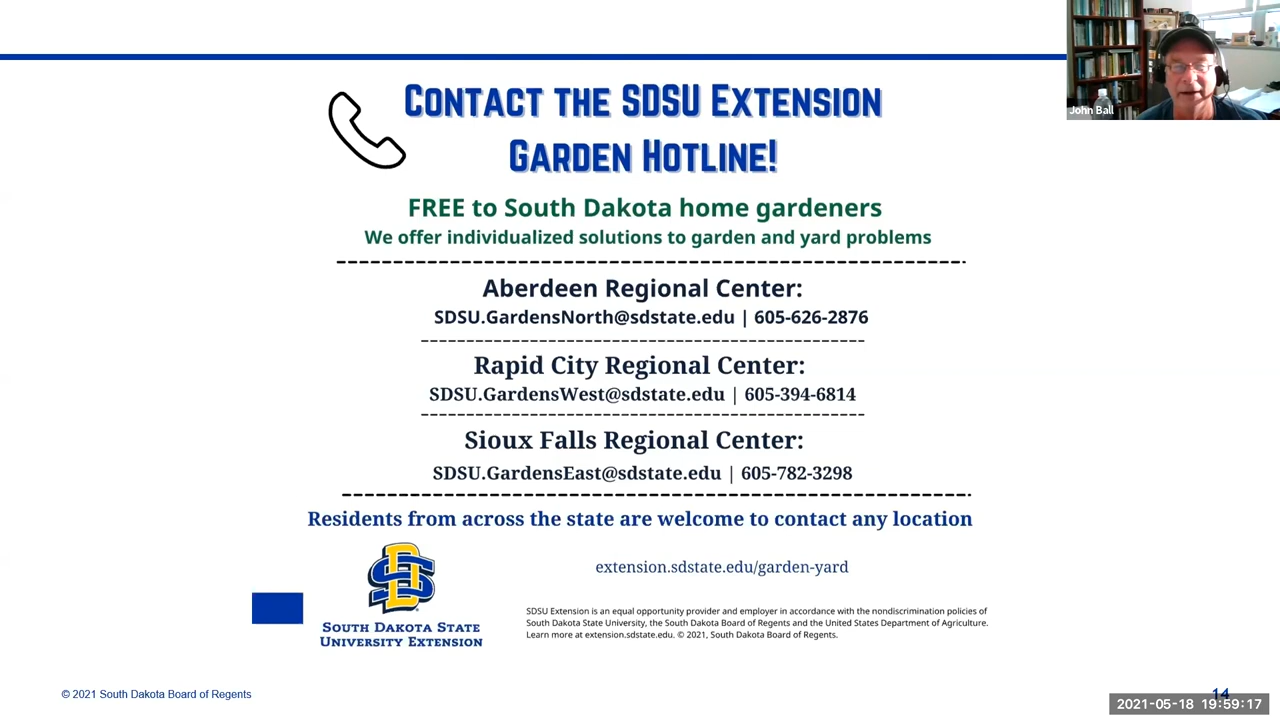 John Ball
CONTACT THE SDSU EXTENSION
GARDEN HOTLINE!
FREE to South Dakota home gardeners
We offer individualized solutions to garden and yard problems
Aberdeen Regional Center:
SDSU.GardensNorth@sdstate.edu | 605-626-2876
Rapid City Regional Center:
SDSU.GardensWest@sdstate.edu | 605-394-6814
Sioux Falls Regional Center:
SDSU.GardensEast@sdstate.edu | 605-782-3298
Residents from across the state are welcome to contact any location
extension.sdstate.edu/garden-yard
SDSU Extension is an equal opportunity provider and employer in accordance with the nondiscrimination policies of
South Dakota State University, the South Dakota Board of Regents and the United States Department of Agriculture.
Learn more at extension.sdstate.edu. © 2021, South Dakota Board of Regents.
SD
SOUTH DAKOTA STATE
UNIVERSITY EXTENSION
© 2021 South Dakota Board of Regents
14
2021-05-18 19:59:17